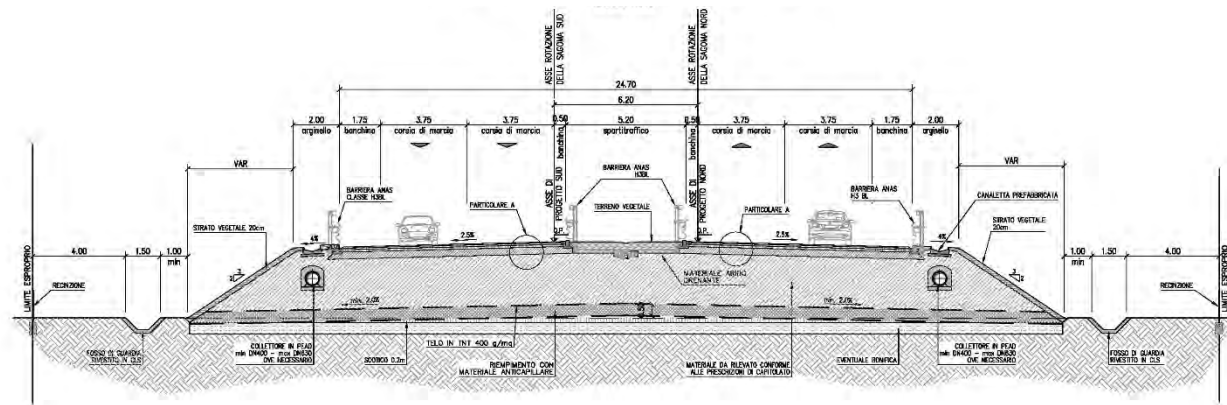 ASSE ROTAZIONE
DELLA SAGOMA SUD
ASSE ROTAZIONE
DELLA SAGOMA NORD
24.70
6.20
2.00
1.75
3.75
3.75
0.50
5.20
0.50
3.75
3.75
1.75
2.00
arginello
banchina
corsia di marcia
corsia di marcia
banchina
spartitraffico
banchina
corsia di marcia
corsia di marcia
banchina
arginello
VAR
VAR
BARRIERA ANAS
CLASSE H3BL
PARTICOLARE A
ASSE DI
PROGETTO SUD
BARRIERA ANAS
H3BL
TERRENO VEGETALE
ASSE DI
PROGETTO NORD
PARTICOLARE A
BARRIERA ANAS
H3 BL
CANALETTA PREFABBRICATA
STRATO VEGETALE 20cm
STRATO VEGETALE
20cm
4%
2.5%
2.5%
4%
LIMITE ESPROPRIO
4.00
1.50
1.00
min
1.00
min
1.50
4.00
LIMITE ESPROPRIO
RECINZIONE
RECINZIONE
MATERIALE ARIDO
DRENANTE
FOSSO DI GUARDIA
RIVESTITO IN CLS
COLLETTORE IN PEAD
min DN400 - max DN630
OVE NECESSARIO
SCOTICO 0.2m
TELO IN TNT 400 g/mq
RIEMPIMENTO CON
MATERIALE ANTICAPILLARE
MATERIALE DA RILEVATO CONFORME
ALLE PRESCRIZIONI DI CAPITOLATO
EVENTUALE BONIFICA
COLLETTORE IN PEAD
min DN400 - max DN630
OVE NECESSARIO
FOSSO DI GUARDIA
RIVESTITO IN CLS